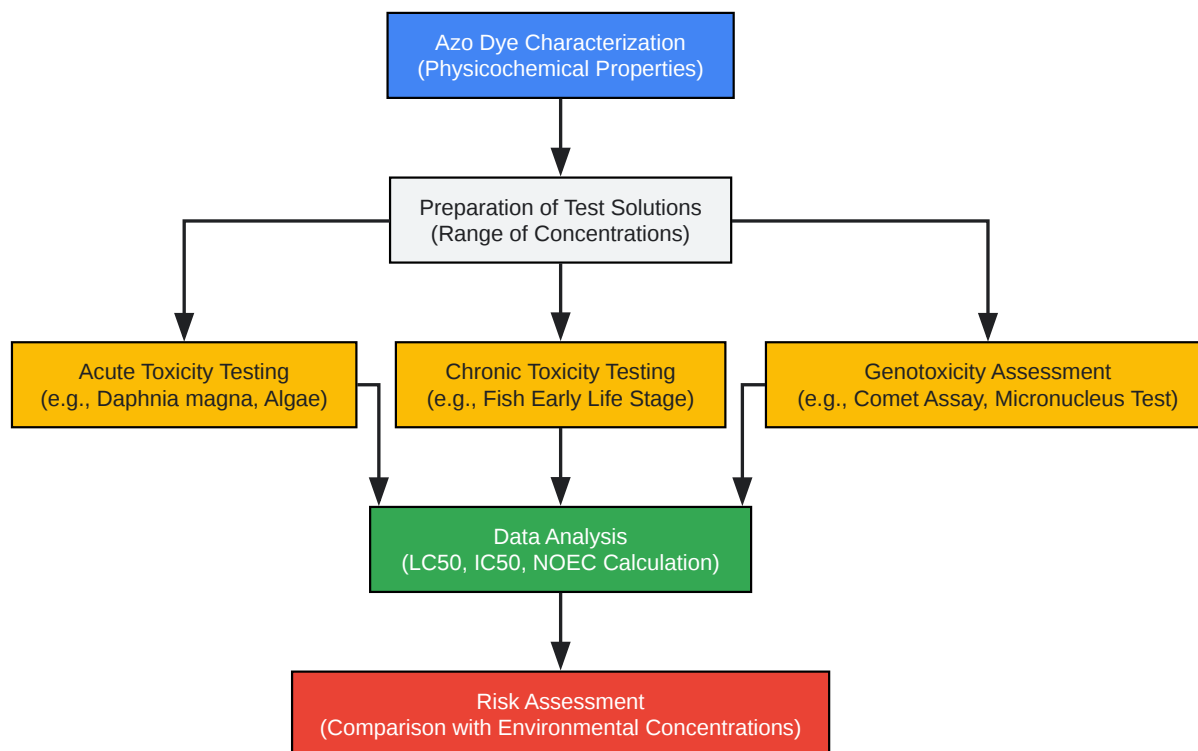 Azo Dye Characterization
(Physicochemical Properties)
Preparation of Test Solutions
(Range of Concentrations)
Acute Toxicity Testing
(e.g., Daphnia magna, Algae)
Chronic Toxicity Testing
(e.g., Fish Early Life Stage)
Genotoxicity Assessment
(e.g., Comet Assay, Micronucleus Test)
Data Analysis
(LC50, IC50, NOEC Calculation)
Risk Assessment
(Comparison with Environmental Concentrations)